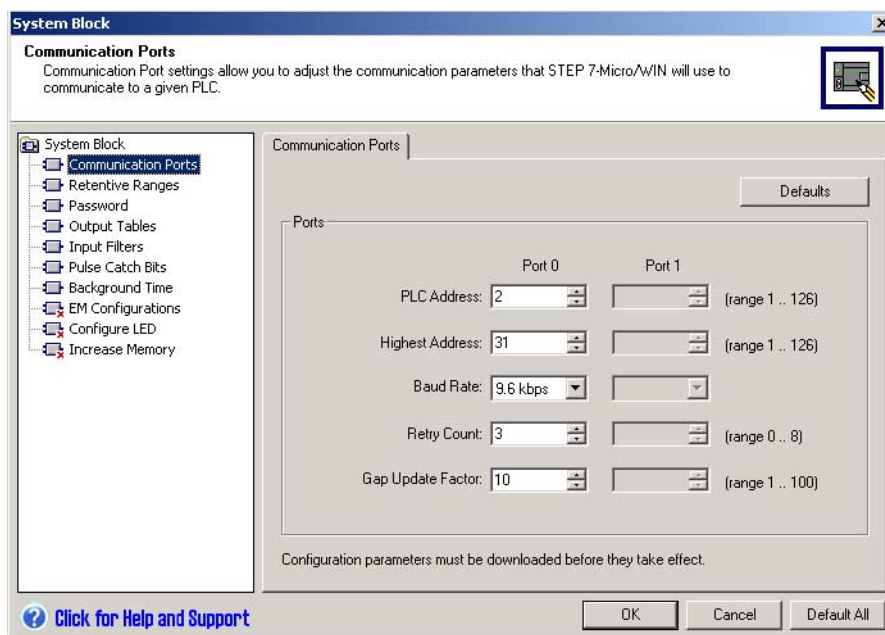 System Block
Communication Ports
Communication Port settings allow you to adjust the communication parameters that STEP 7-Micro/WIN will use to
communicate to a given PLC.
System Block
Communication Ports
Retentive Ranges
Password
Output Tables
Input Filters
Pulse Catch Bits
Background Time
EM Configurations
Configure LED
Increase Memory
Communication Ports
Defaults
Ports
Port 0 Port 1
PLC Address: 2 (range 1 .. 126)
Highest Address: 31 (range 1 .. 126)
Baud Rate: 9.6 kbps
Retry Count: 3 (range 0 .. 8)
Gap Update Factor: 10 (range 1 .. 100)
Configuration parameters must be downloaded before they take effect.
Click for Help and Support
OK Cancel Default All